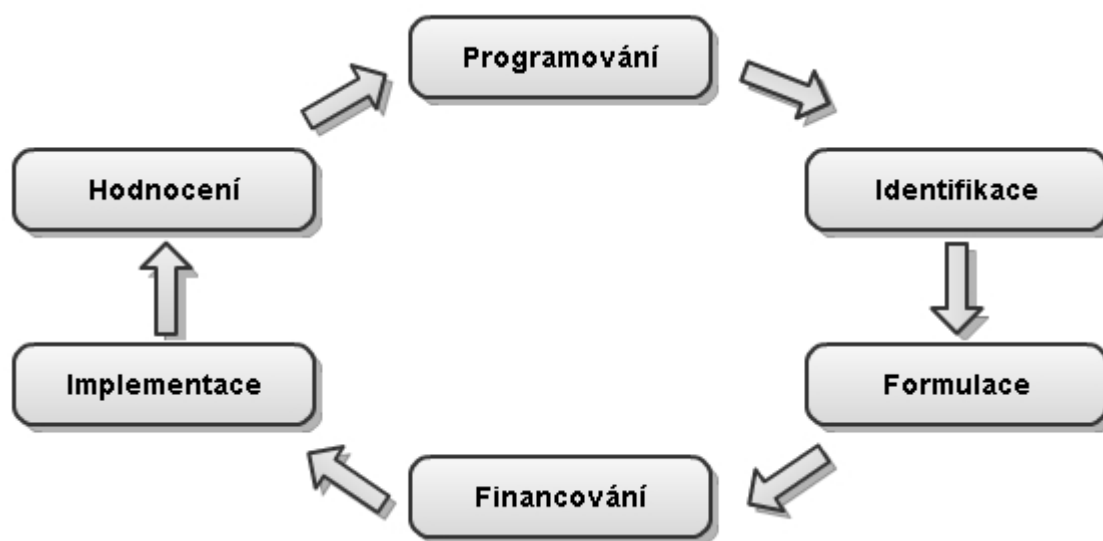 Programování
Identifikace
Formulace
Financování
Implementace
Hodnocení